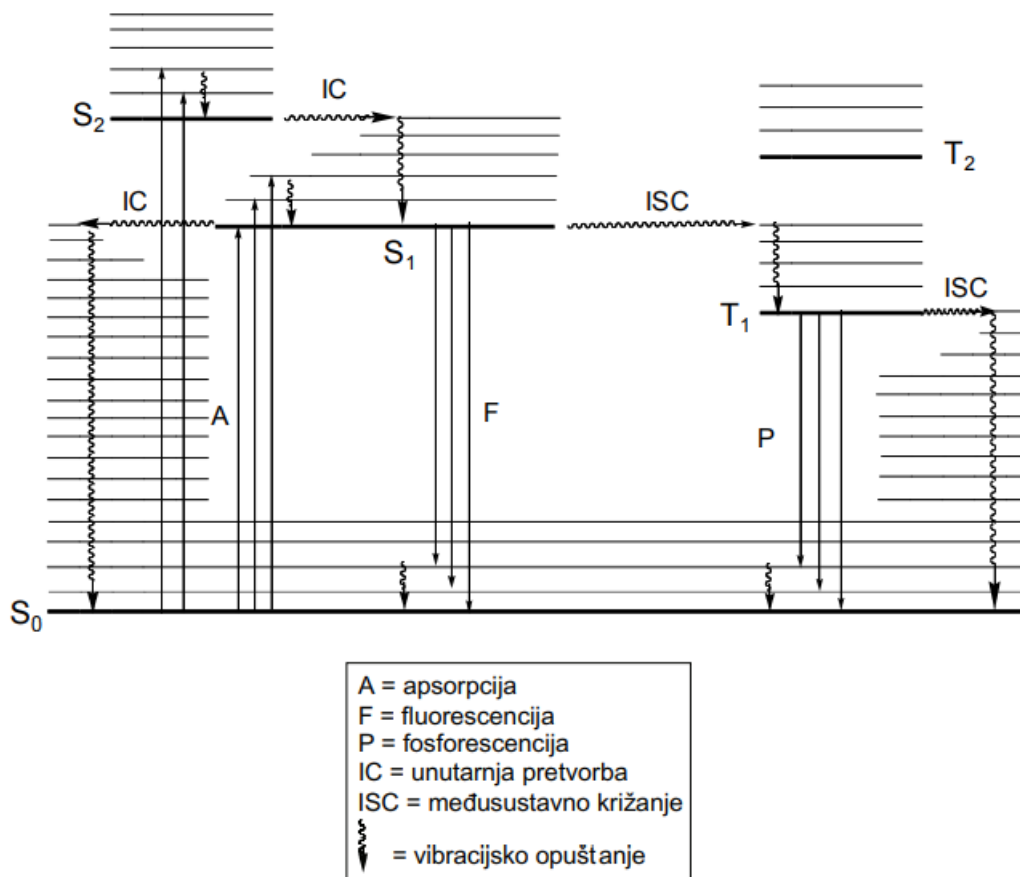 IC
S2
T2
IC
ISC
S1
ISC
T1
A
F
P
S0
A = apsorpcija
F = fluorescencija
P = fosforescencija
IC = unutarnja pretvorba
ISC = međusustavno križanje
= vibracijsko opuštanje